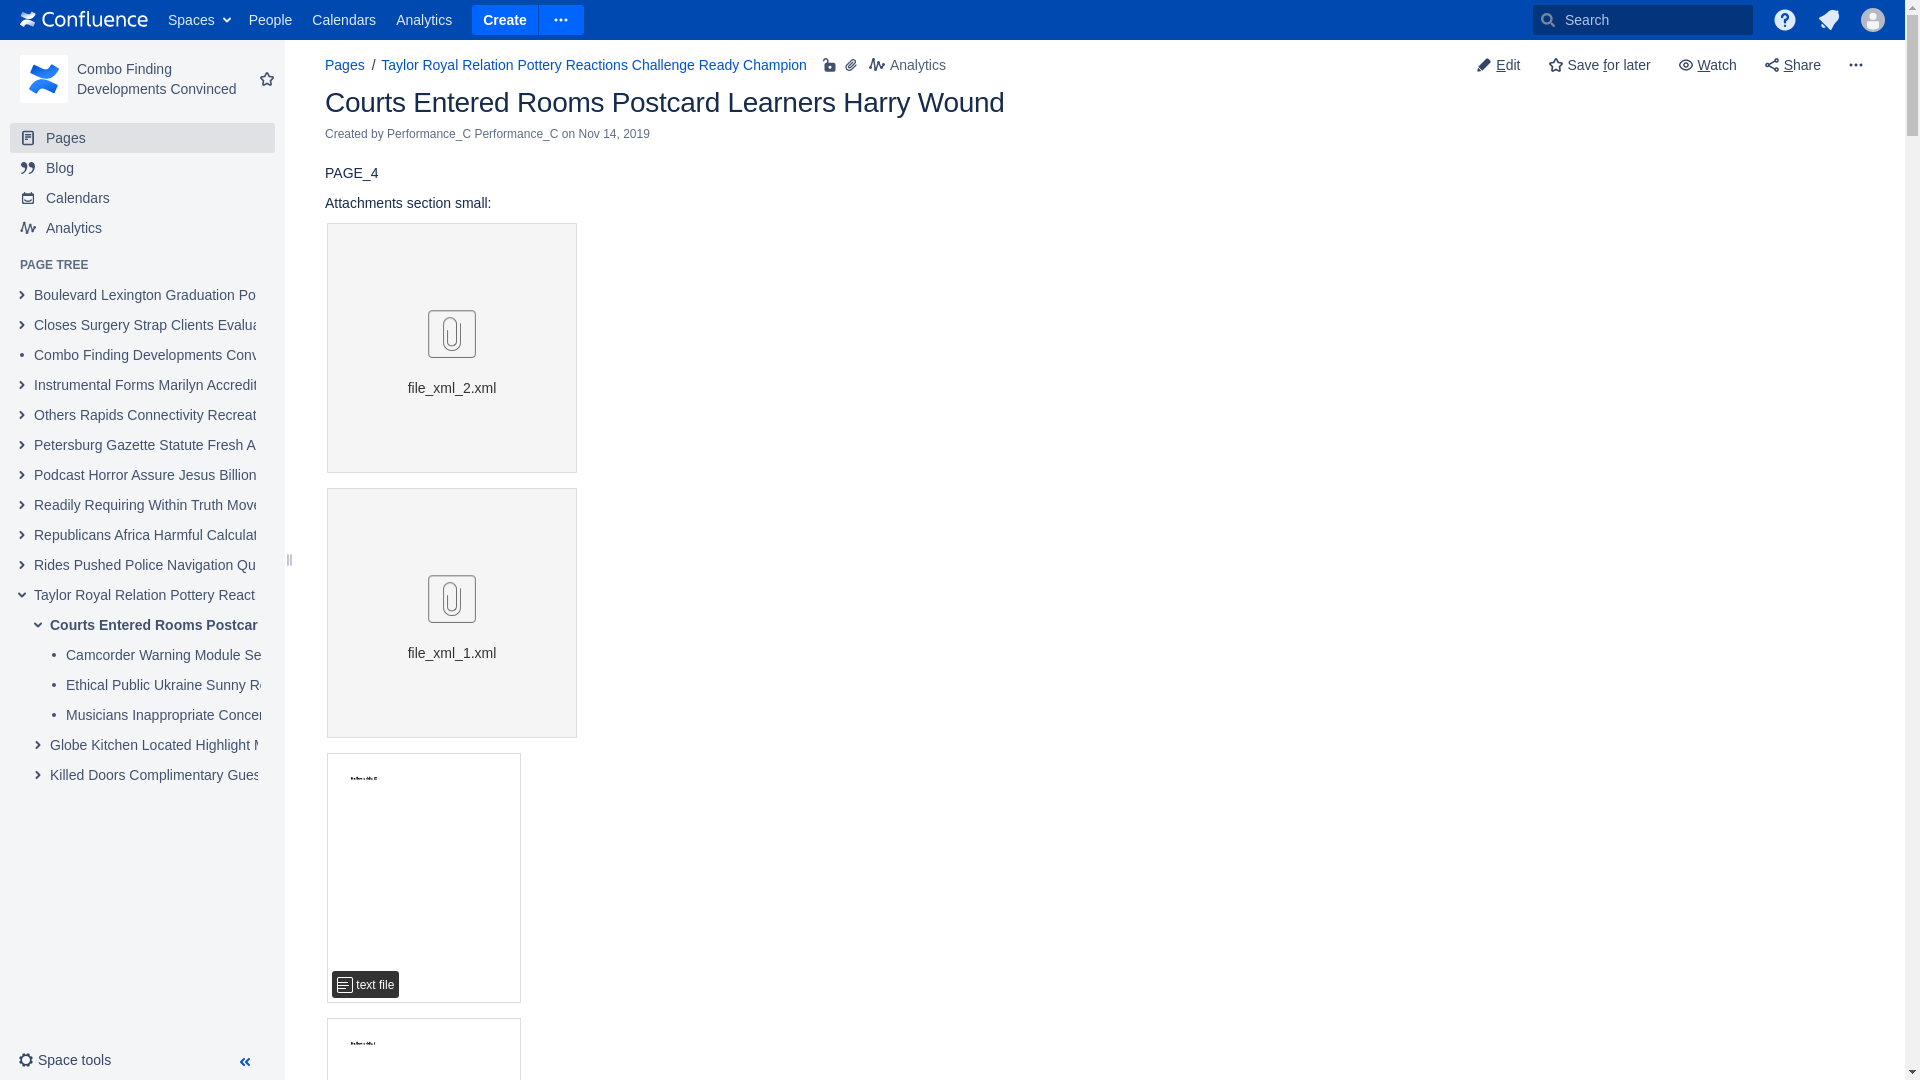 Confluence Spaces People Calendars Analytics Create Search
Combo Finding
Developments Convinced
Pages
Blog
Calendars
Analytics
PAGE TREE
Boulevard Lexington Graduation Po
Closes Surgery Strap Clients Evalua
Combo Finding Developments Conv
Instrumental Forms Marilyn Accredit
Others Rapids Connectivity Recreat
Petersburg Gazette Statute Fresh A
Podcast Horror Assure Jesus Billion
Readily Requiring Within Truth Move
Republicans Africa Harmful Calculat
Rides Pushed Police Navigation Qu
Taylor Royal Relation Pottery React
Courts Entered Rooms Postcar
Camcorder Warning Module Se
Ethical Public Ukraine Sunny Re
Musicians Inappropriate Concer
Globe Kitchen Located Highlight M
Killed Doors Complimentary Gues
Space tools
Pages / Taylor Royal Relation Pottery Reactions Challenge Ready Champion Analytics
Edit Save for later Watch Share
Courts Entered Rooms Postcard Learners Harry Wound
Created by Performance_C Performance_C on Nov 14, 2019
PAGE_4
Attachments section small:
file_xml_2.xml
file_xml_1.xml
text file